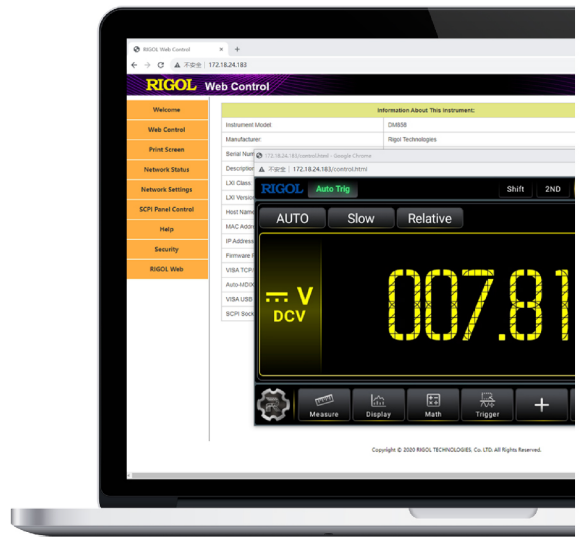 RIGOL Web Control × +
不安全 | 172.18.24.183
RIGOL Web Control
Welcome
Web Control
Print Screen
Network Status
Network Settings
SCPI Panel Control
Help
Security
RIGOL Web
Information About This Instrument:
Instrument Model DM858
Manufacturer: Rigol Technologies
Serial Num
Description
LXI Class
LXI Version
Host Name
MAC Addr
IP Address
Firmware R
VISA TCP/
Auto-MDIX
VISA USB
SCPI Sock
172.18.24.183/control.html - Google Chrome
不安全 | 172.18.24.183/control.html
RIGOL Auto Trig Shift 2ND
AUTO Slow Relative
V
DCV
007.81
Measure Display Math Trigger +
Copyright © 2020 RIGOL TECHNOLOGIES, Co. LTD. All Rights Reserved.